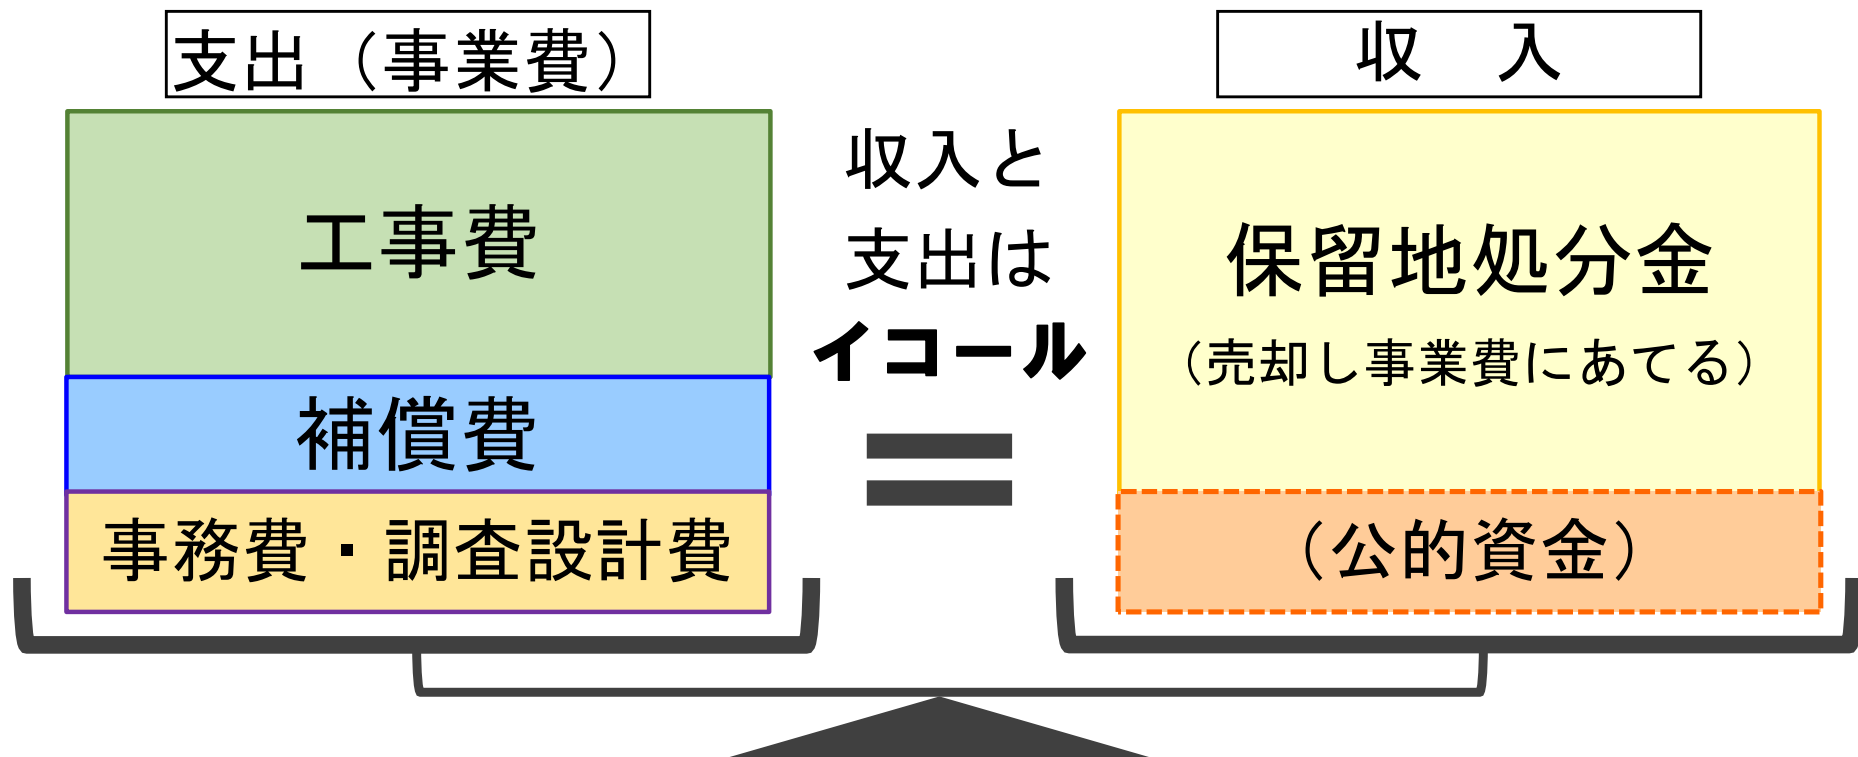 支出（事業費）
工事費
補償費
事務費・調査設計費
収入と
支出は
イコール
収　入
保留地処分金
（売却し事業費にあてる）
（公的資金）